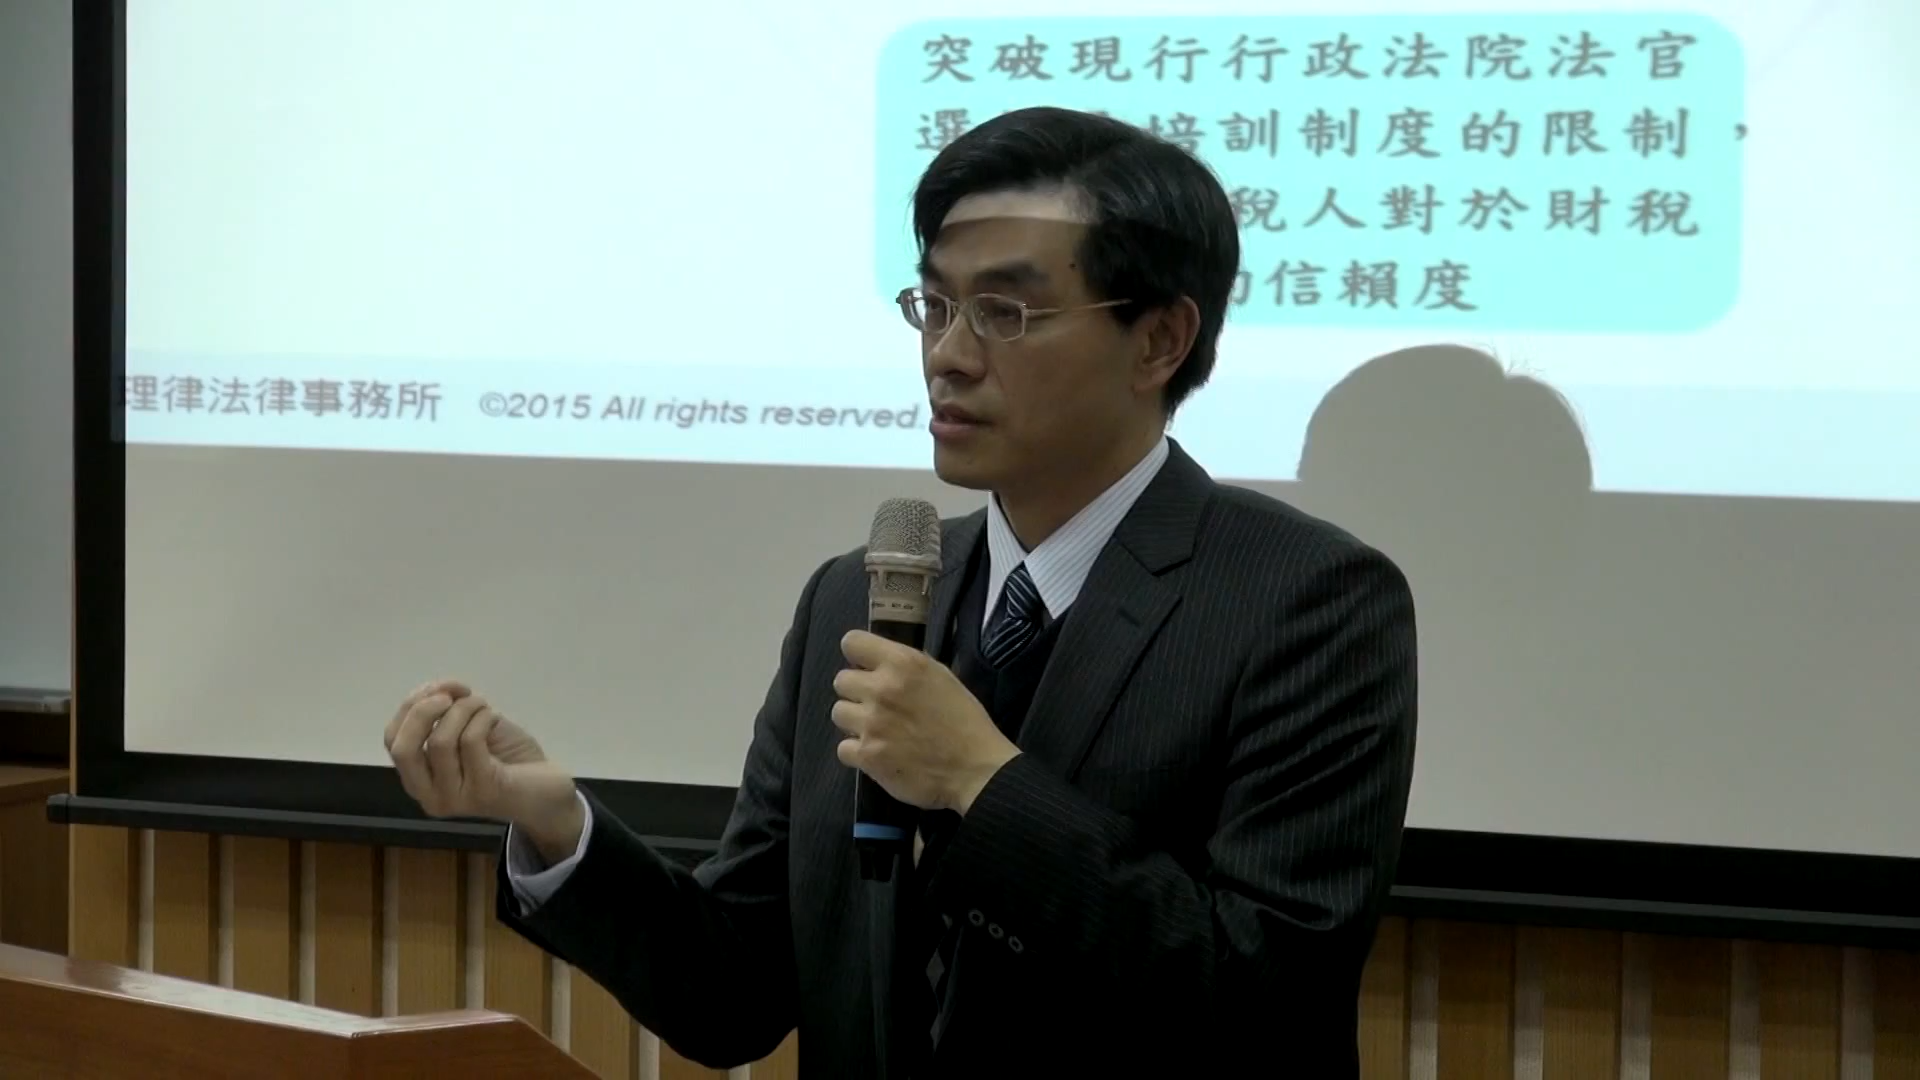 突破現行行政法院法官
選 培訓制度的限制，
稅人對於財稅
信賴度
理律法律事務所 ©2015 All rights reserved.